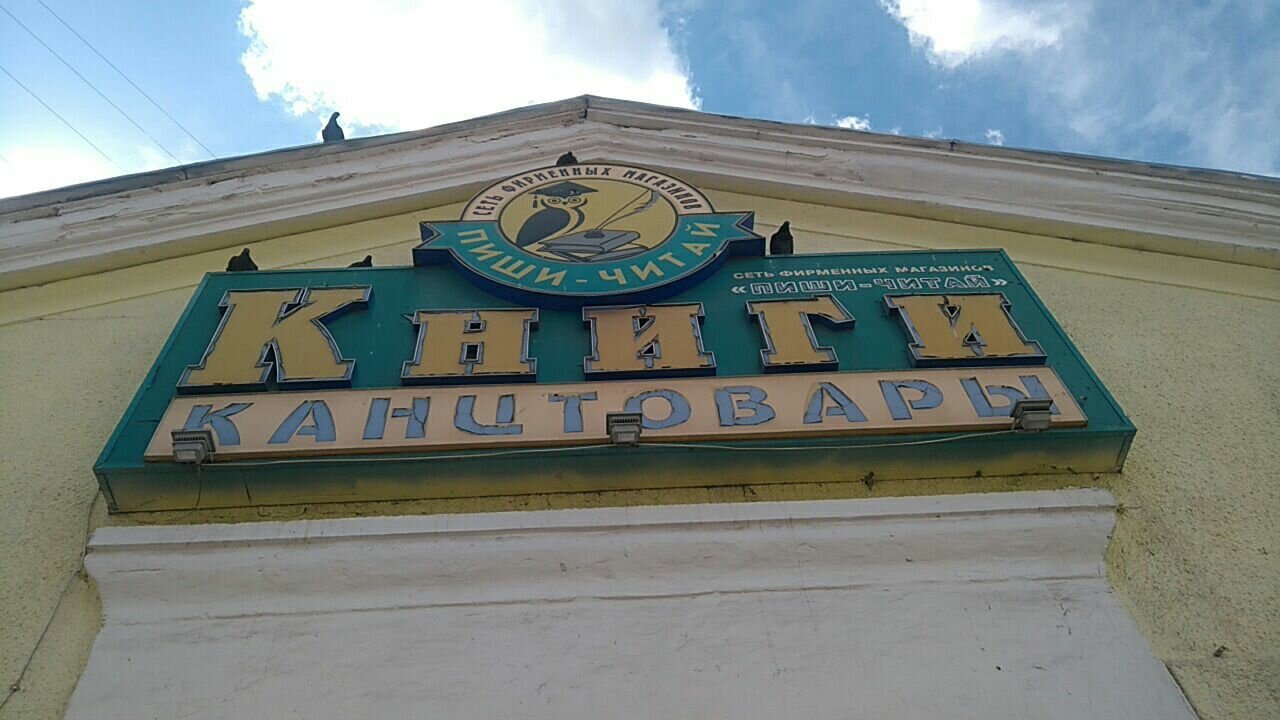 СЕТЬ ФИРМЕННЫХ МАГАЗИНОВ
ПИШИ-ЧИТАЙ
СЕТЬ ФИРМЕННЫХ МАГАЗИНОВ
«ПИШИ-ЧИТАЙ»
Книги
КАНЦТОВАРЫ